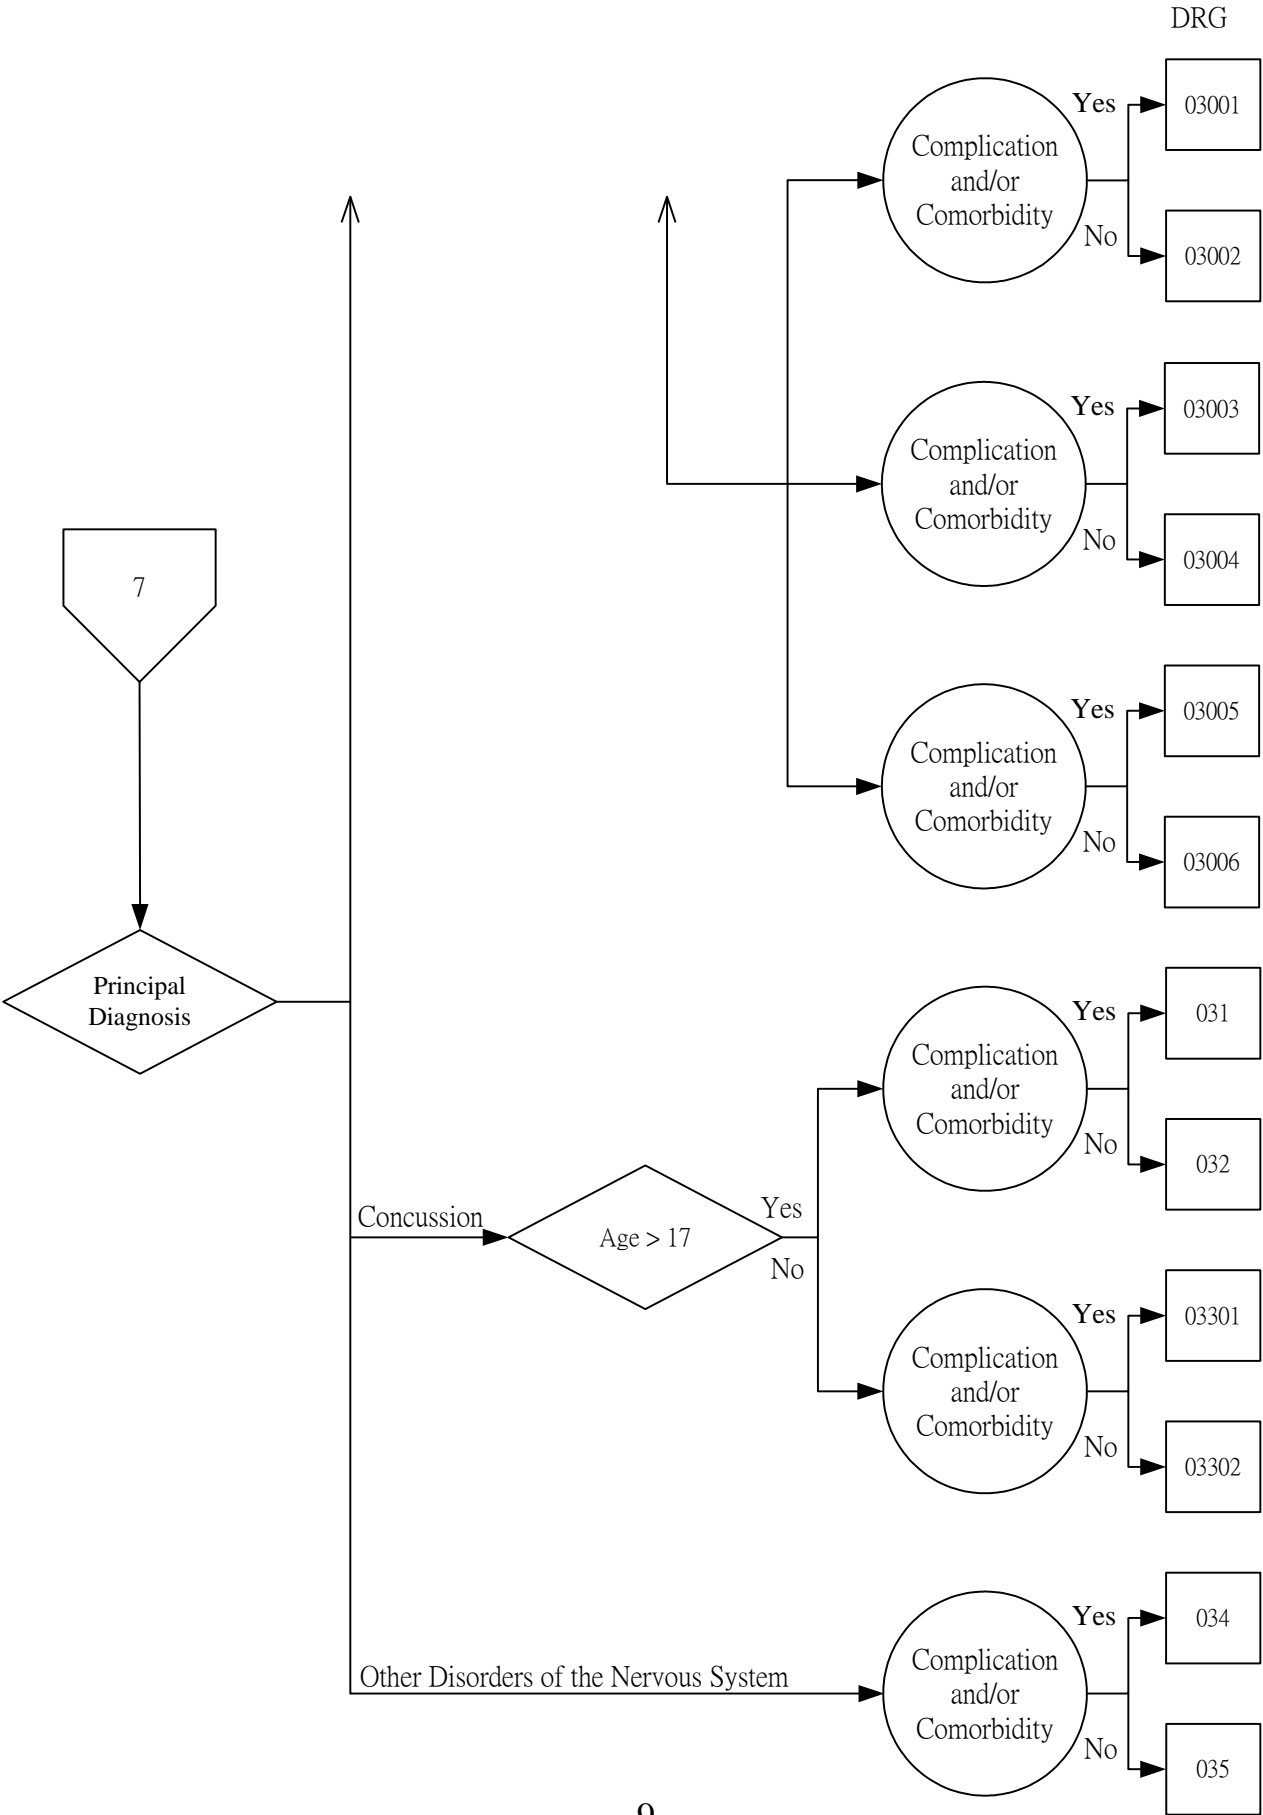 DRG
Complication
and/or
Comorbidity
Yes
03001
No
03002
Complication
and/or
Comorbidity
Yes
03003
No
03004
7
Complication
and/or
Comorbidity
Yes
03005
No
03006
Principal
Diagnosis
Complication
and/or
Comorbidity
Yes
031
No
032
Concussion
Age > 17
Yes
No
Complication
and/or
Comorbidity
Yes
03301
No
03302
Other Disorders of the Nervous System
Complication
and/or
Comorbidity
Yes
034
No
035